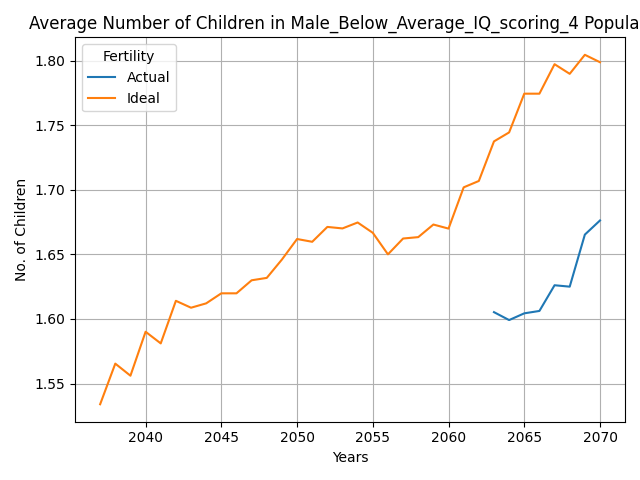 Average Number of Children in Male_Below_Average_IQ_scoring_4 Popula
Fertility
Actual
Ideal
No. of Children
1.80
1.75
1.70
1.65
1.60
1.55
2040 2045 2050 2055 2060 2065 2070
Years